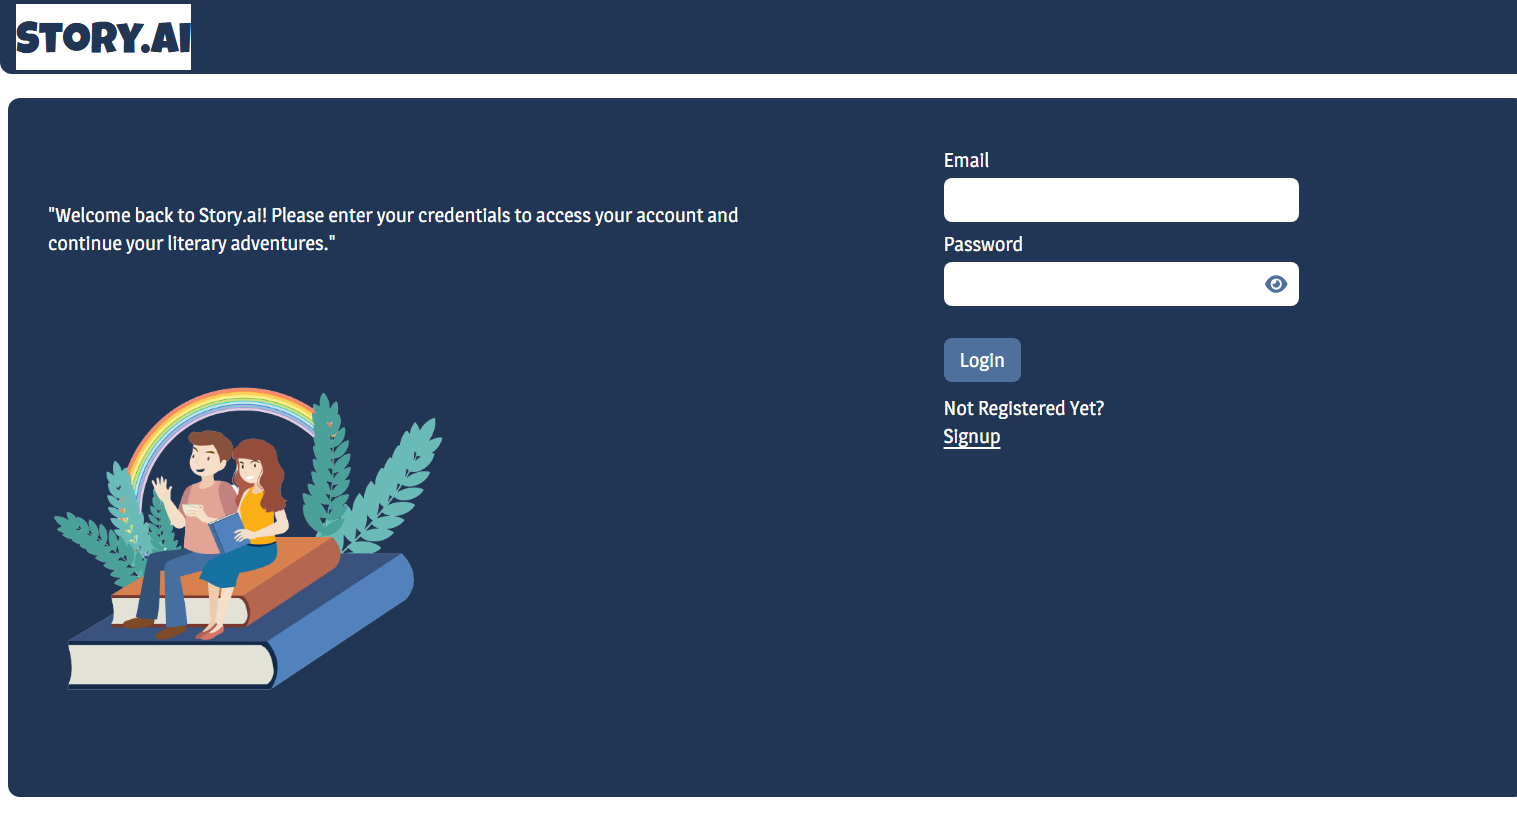 STORY.AI
"Welcome back to Story.ai! Please enter your credentials to access your account and
continue your literary adventures."
Email
Password
Login
Not Registered Yet?
Signup